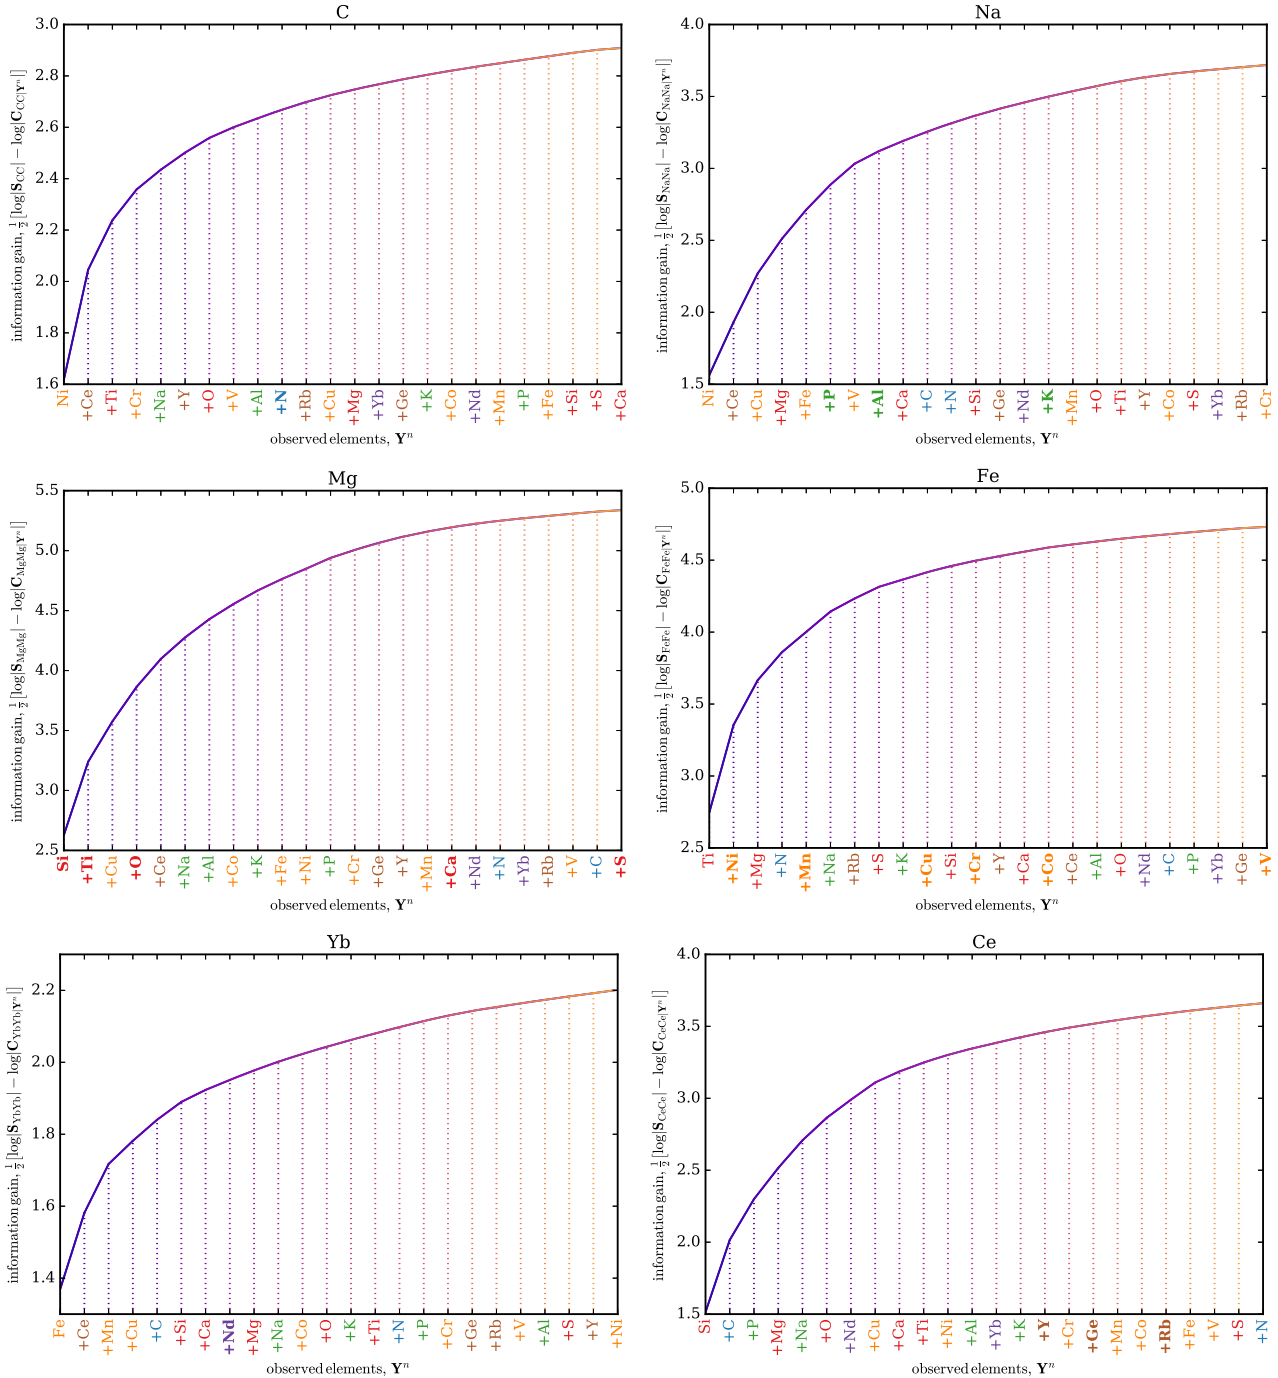 C
3.0
2.8
2.6
2.4
2.2
2.0
1.8
1.6
information gain, ½[log|S_CC| − log|C_CC|Yⁿ|]
Ni +Ce +Ti +Cr +Na +Y +O +V +Al +N +Rb +Cu +Mg +Yb +Ge +K +Co +Nd +Mn +P +Fe +Si +S +Ca
observed elements, Yⁿ
Na
4.0
3.5
3.0
2.5
2.0
1.5
information gain, ½[log|S_NaNa| − log|C_NaNa|Yⁿ|]
Ni +Ce +Cu +Mg +Fe +P +V +Al +Ca +C +N +Si +Ge +Nd +K +Mn +O +Ti +Y +Co +S +Yb +Rb +Cr
observed elements, Yⁿ
Mg
5.5
5.0
4.5
4.0
3.5
3.0
2.5
information gain, ½[log|S_MgMg| − log|C_MgMg|Yⁿ|]
Si +Ti +Cu +O +Ce +Na +Al +Co +K +Fe +Ni +P +Cr +Ge +Y +Mn +Ca +Nd +N +Yb +Rb +V +C +S
observed elements, Yⁿ
Fe
5.0
4.5
4.0
3.5
3.0
2.5
information gain, ½[log|S_FeFe| − log|C_FeFe|Yⁿ|]
Ti +Ni +Mg +N +Mn +Na +Rb +S +K +Cu +Si +Cr +Y +Ca +Co +Ce +Al +O +Nd +C +P +Yb +Ge +V
observed elements, Yⁿ
Yb
2.2
2.0
1.8
1.6
1.4
information gain, ½[log|S_YbYb| − log|C_YbYb|Yⁿ|]
Fe +Ce +Mn +Cu +C +Si +Ca +Nd +Mg +Na +Co +O +K +Ti +N +P +Cr +Ge +Rb +V +Al +S +Y +Ni
observed elements, Yⁿ
Ce
4.0
3.5
3.0
2.5
2.0
1.5
information gain, ½[log|S_CeCe| − log|C_CeCe|Yⁿ|]
Si +C +P +Mg +Na +O +Nd +Cu +Ca +Ti +Ni +Al +Yb +K +Y +Cr +Ge +Mn +Co +Rb +Fe +V +S +N
observed elements, Yⁿ